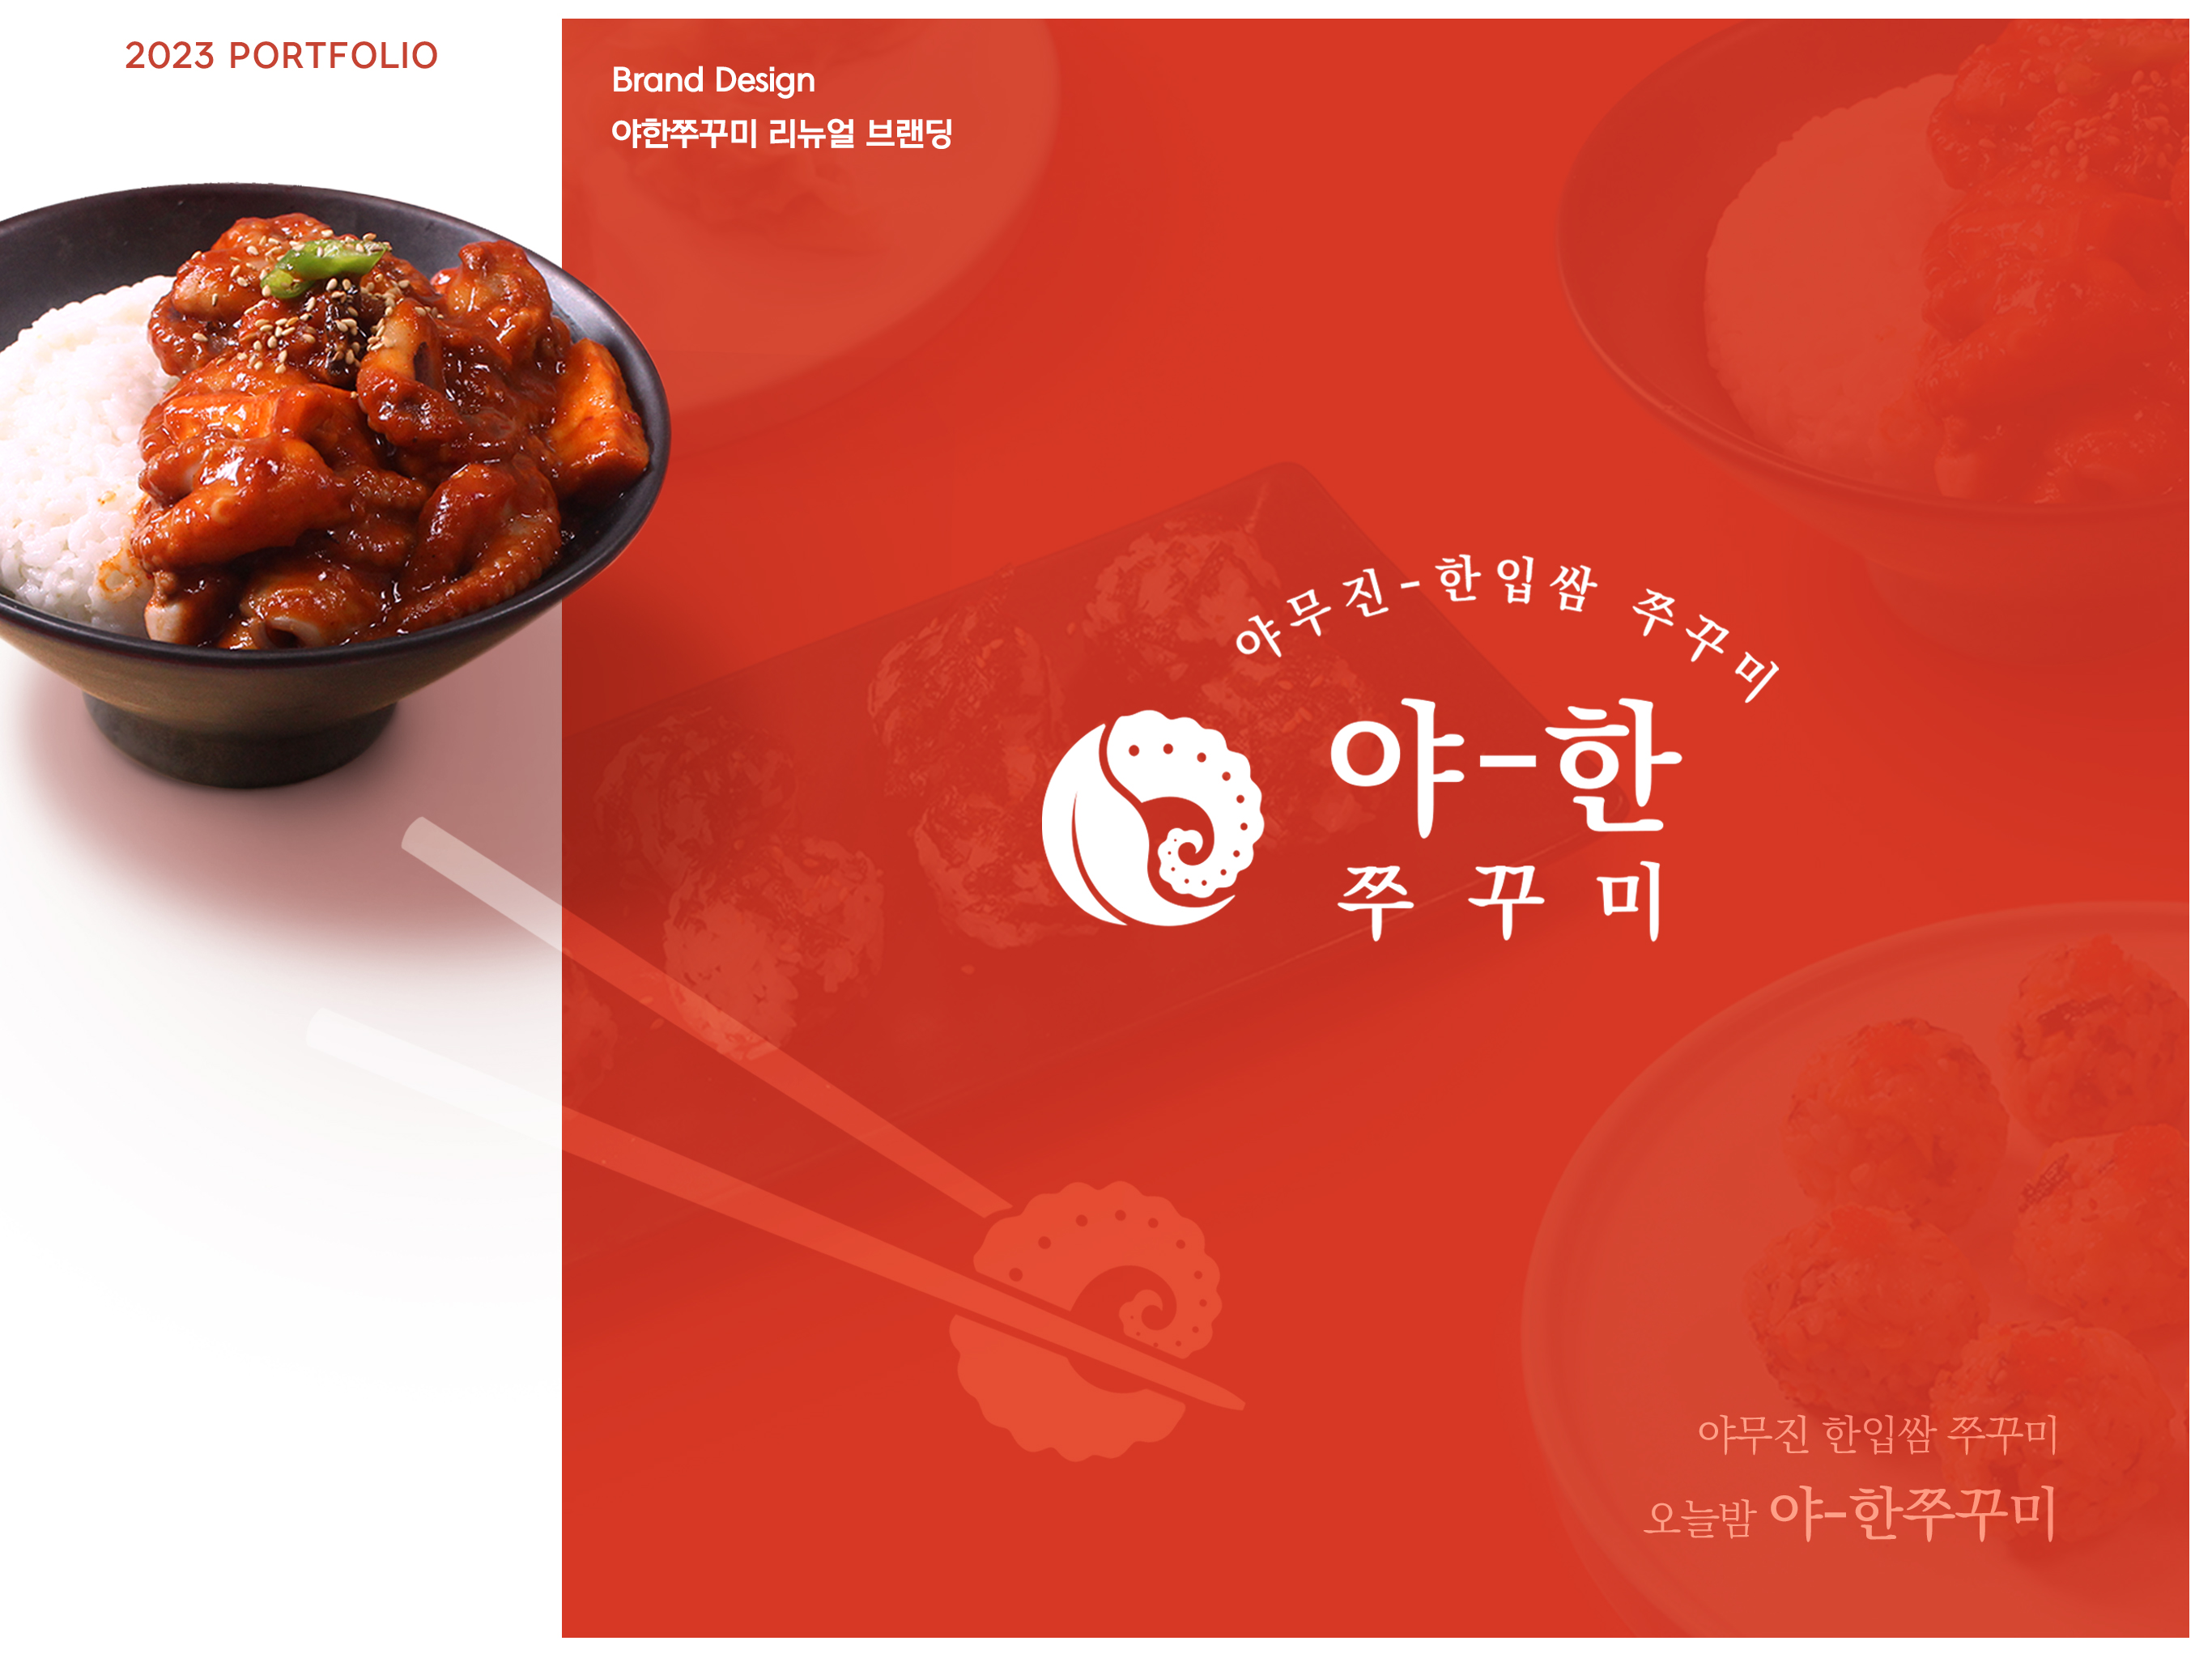 2023 PORTFOLIO
Brand Design
야한쭈꾸미 리뉴얼 브랜딩
야무진-한입쌈 쭈꾸미
야-한
쭈꾸미
야무진 한입쌈 쭈꾸미
오늘밤 야-한쭈꾸미